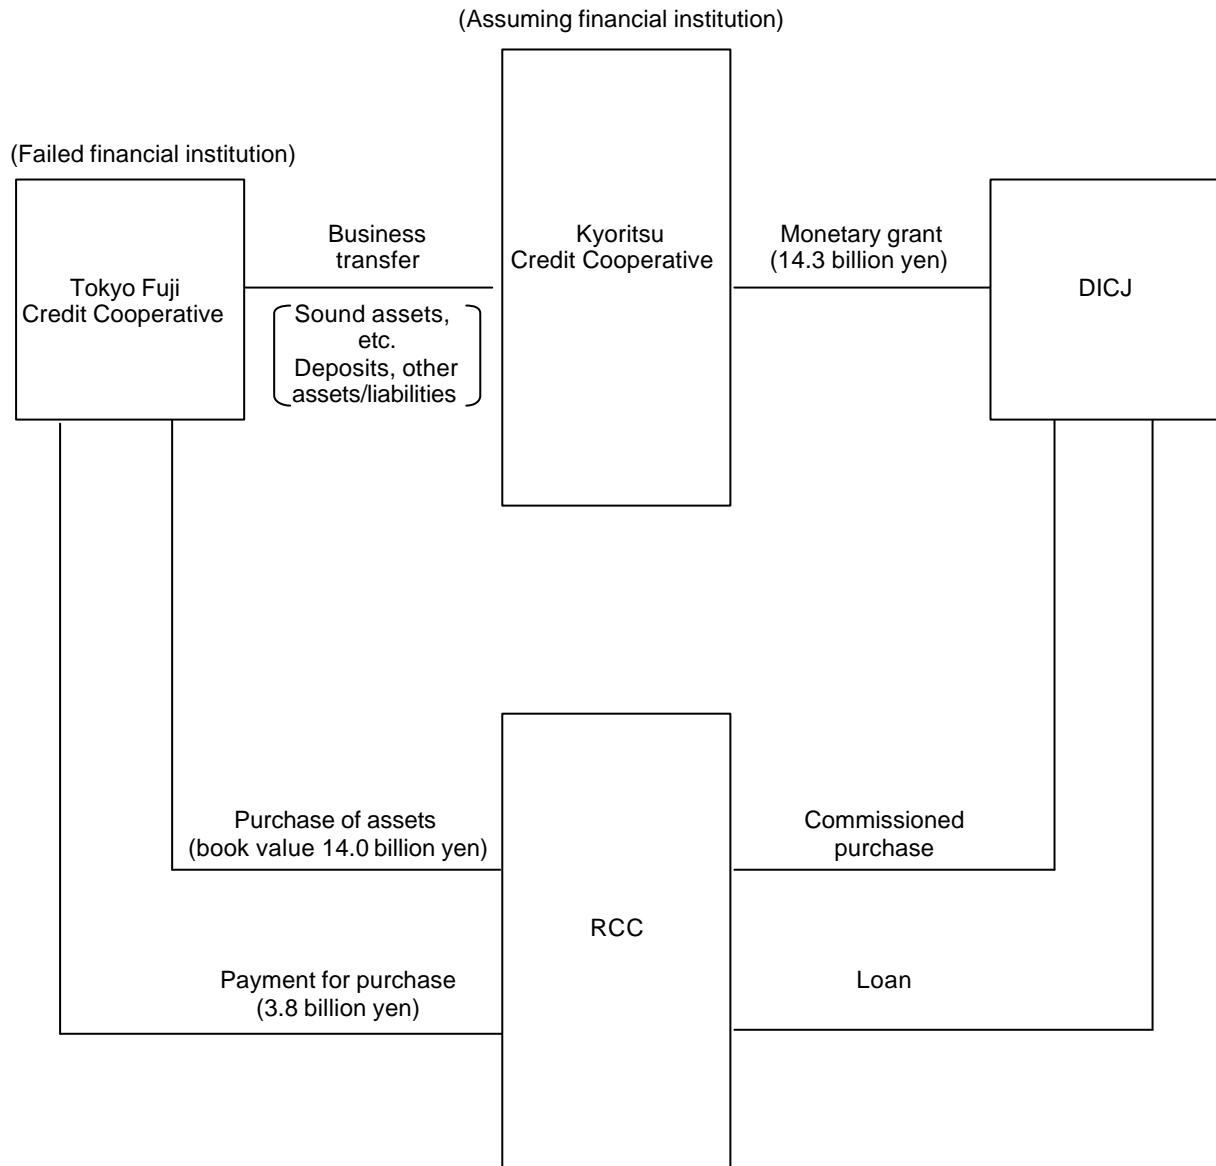 (Assuming financial institution)
(Failed financial institution)
Tokyo Fuji
Credit Cooperative
Business
transfer
Sound assets,
etc.
Deposits, other
assets/liabilities
Kyoritsu
Credit Cooperative
Monetary grant
(14.3 billion yen)
DICJ
Purchase of assets
(book value 14.0 billion yen)
Commissioned
purchase
RCC
Payment for purchase
(3.8 billion yen)
Loan